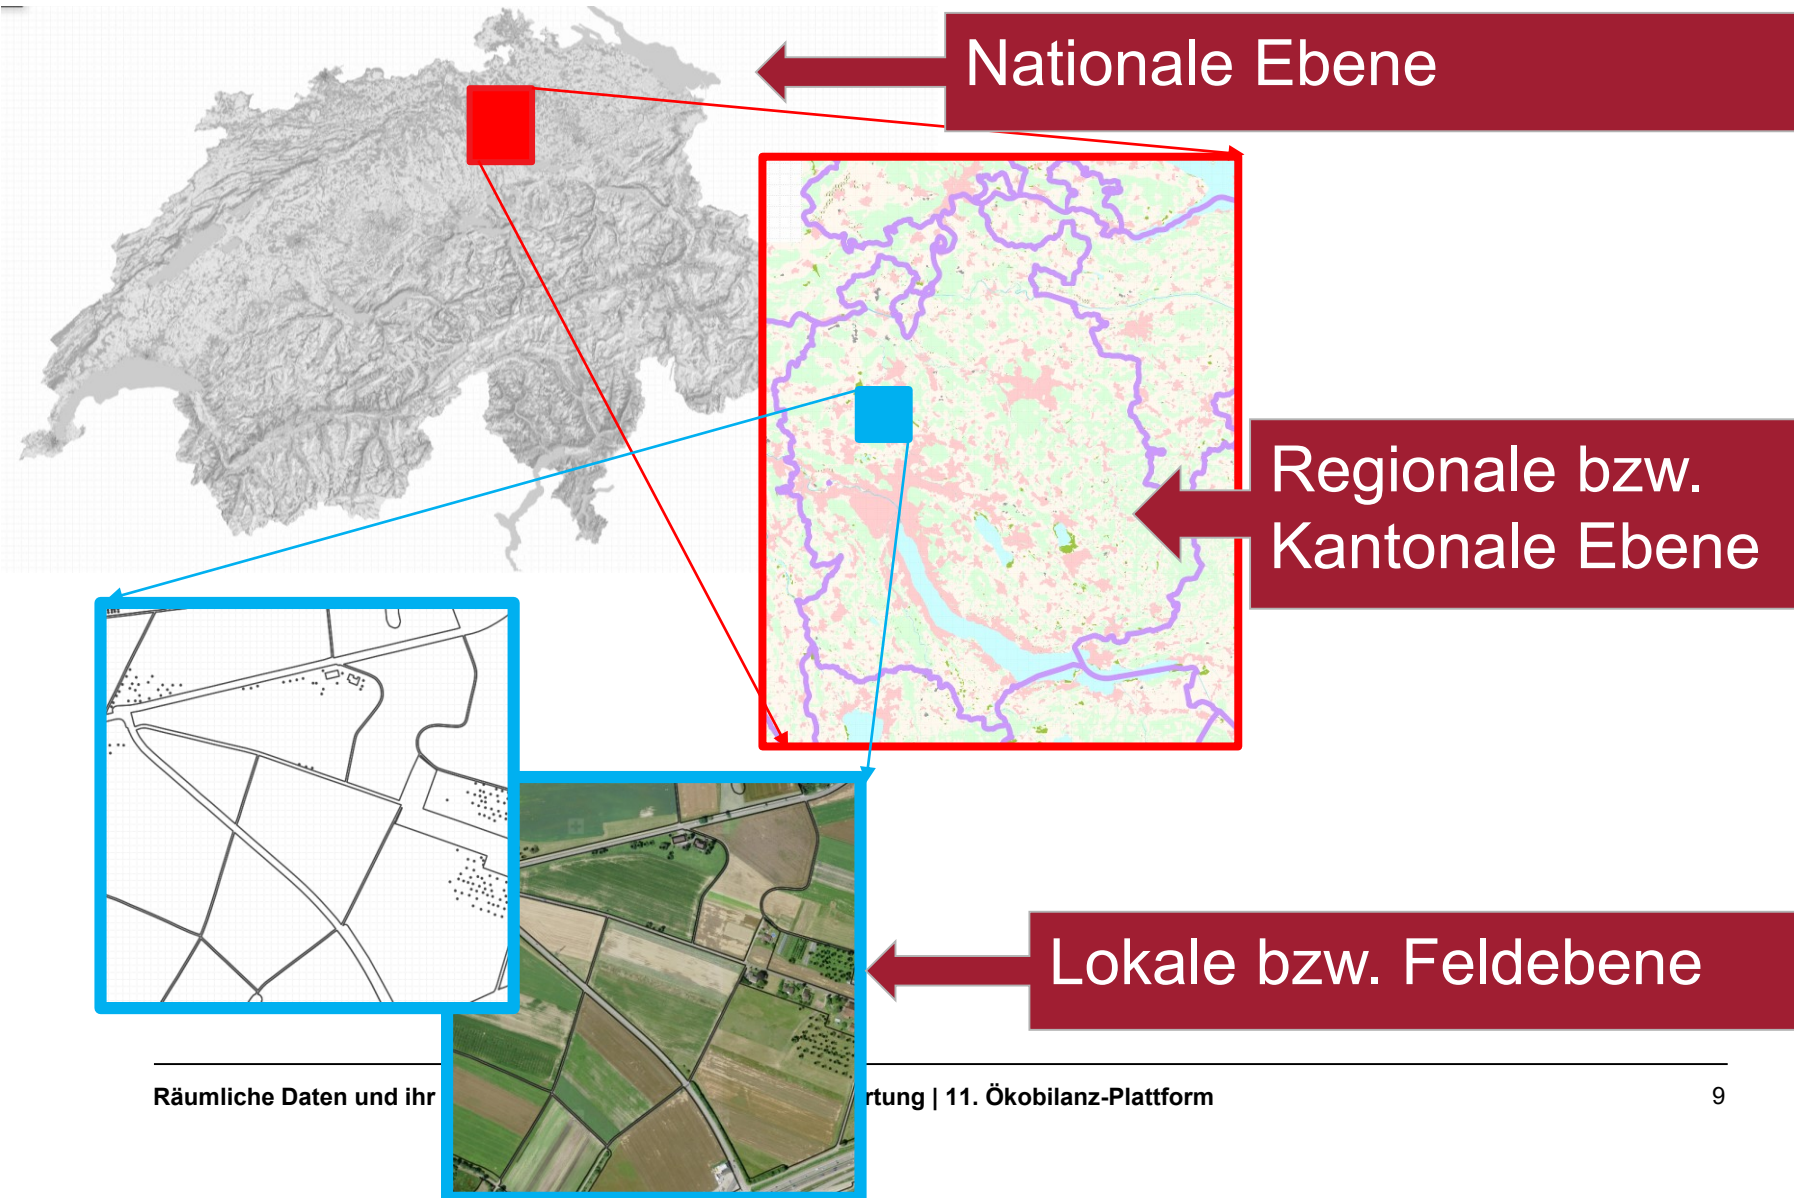 Nationale Ebene
Regionale bzw.
Kantonale Ebene
Lokale bzw. Feldebene
Räumliche Daten und ihr
rtung | 11. Ökobilanz-Plattform
9